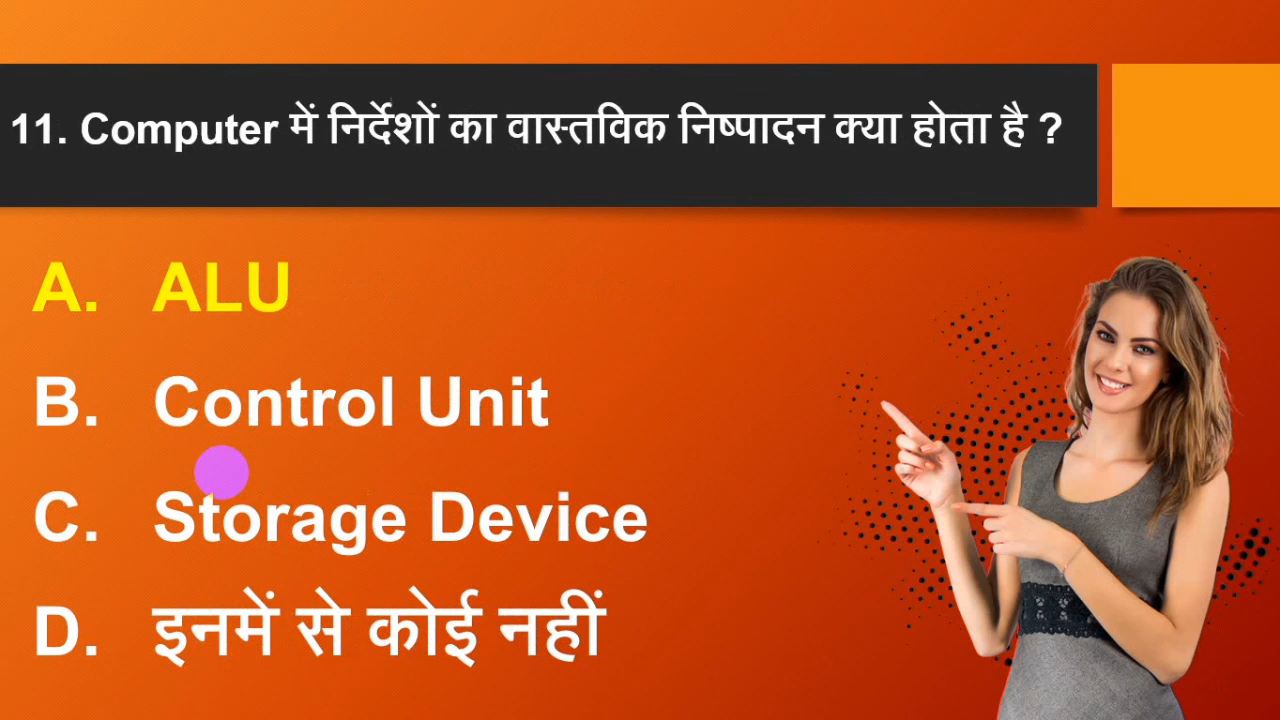 11. Computer में निर्देशों का वास्तविक निष्पादन क्या होता है ?
A. ALU
B. Control Unit
C. Storage Device
D. इनमें से कोई नहीं